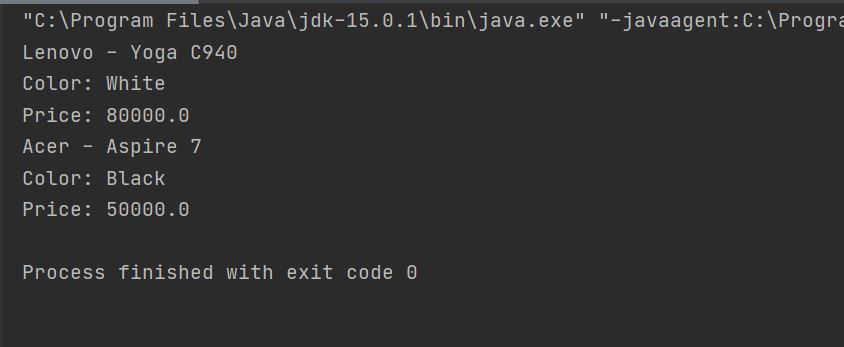 "C:\Program Files\Java\jdk-15.0.1\bin\java.exe" "-javaagent:C:\Progra
Lenovo - Yoga C940
Color: White
Price: 80000.0
Acer - Aspire 7
Color: Black
Price: 50000.0
Process finished with exit code 0